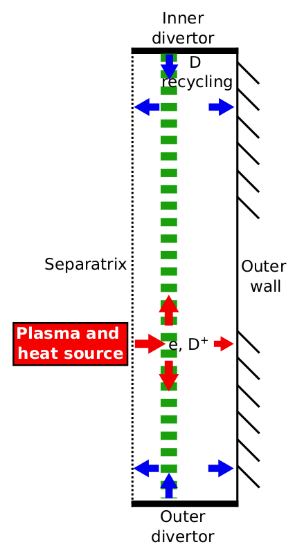 Inner
divertor
D
recycling
Separatrix
Outer
wall
Plasma and
heat source
e, D⁺
Outer
divertor